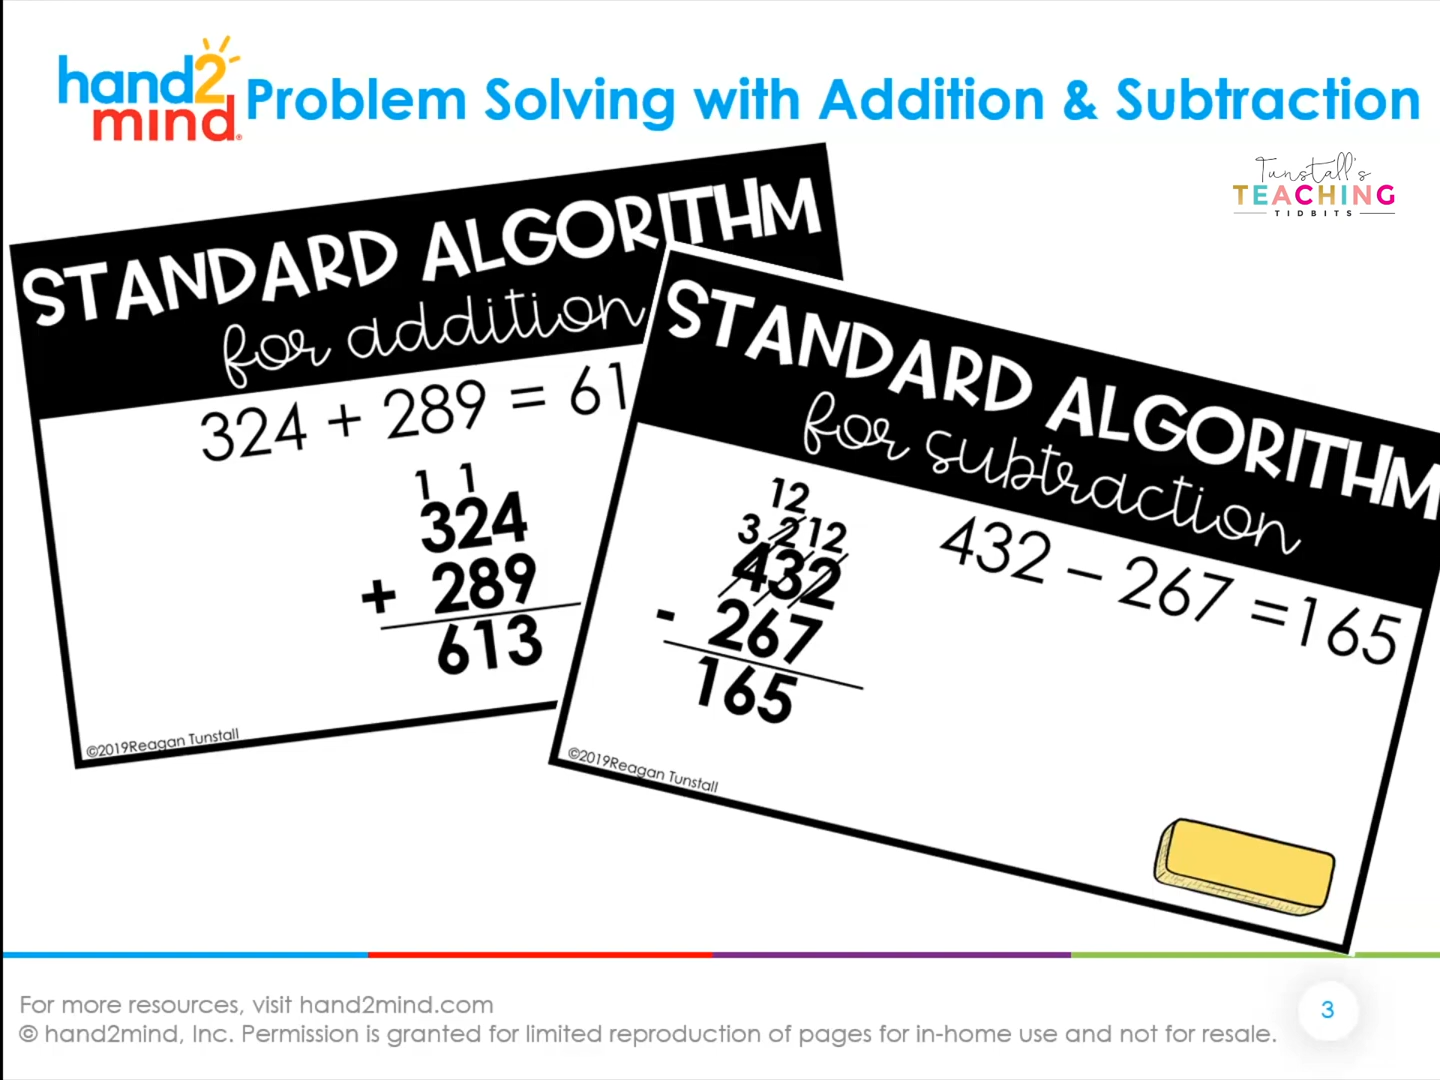 hand2
mind
Problem Solving with Addition & Subtraction
Tunstall's
TEACHING
TIDBITS
STANDARD ALGORITHM
for addition
324 + 289 = 61
1 1
324
+ 289
613
©2019Reagan Tunstall
STANDARD ALGORITHM
for subtraction
432 – 267 =165
12
3 2 12
432
- 267
165
©2019Reagan Tunstall
For more resources, visit hand2mind.com
© hand2mind, Inc. Permission is granted for limited reproduction of pages for in-home use and not for resale.
3